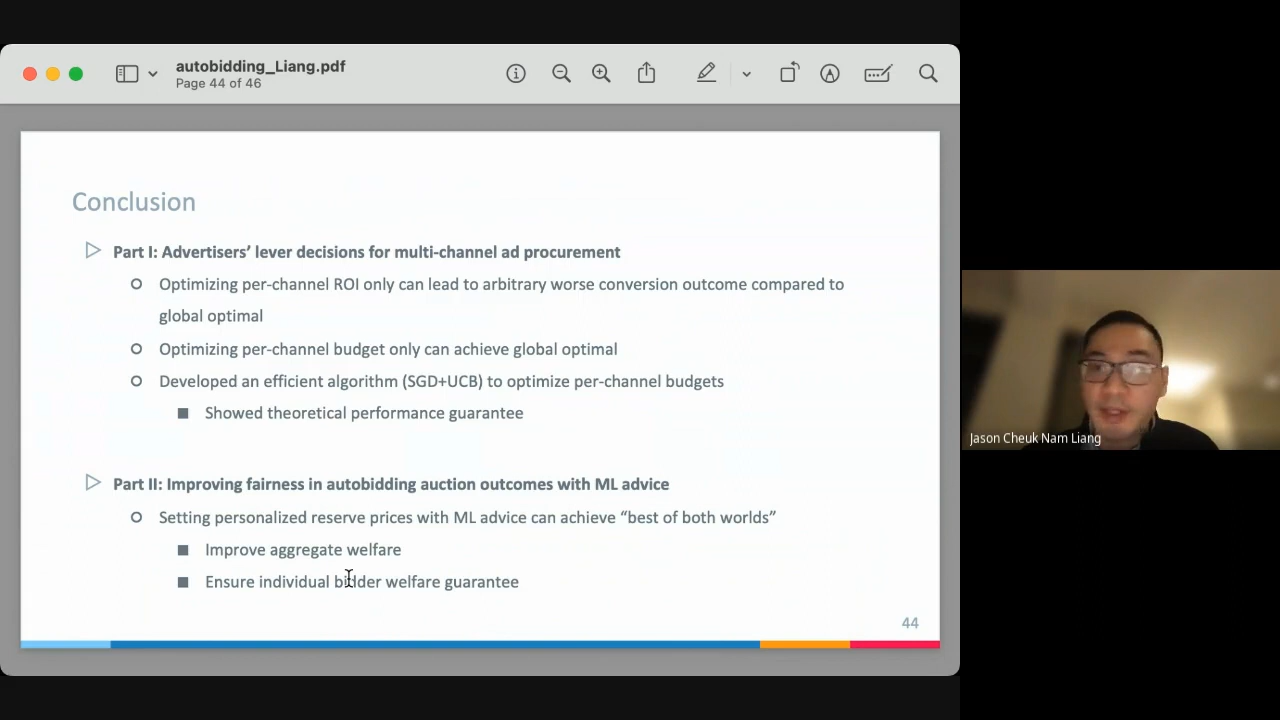 autobidding_Liang.pdf
Page 44 of 46
Conclusion
Part I: Advertisers' lever decisions for multi-channel ad procurement
Optimizing per-channel ROI only can lead to arbitrary worse conversion outcome compared to
global optimal
Optimizing per-channel budget only can achieve global optimal
Developed an efficient algorithm (SGD+UCB) to optimize per-channel budgets
Showed theoretical performance guarantee
Part II: Improving fairness in autobidding auction outcomes with ML advice
Setting personalized reserve prices with ML advice can achieve “best of both worlds”
Improve aggregate welfare
Ensure individual bidder welfare guarantee
44
Jason Cheuk Nam Liang